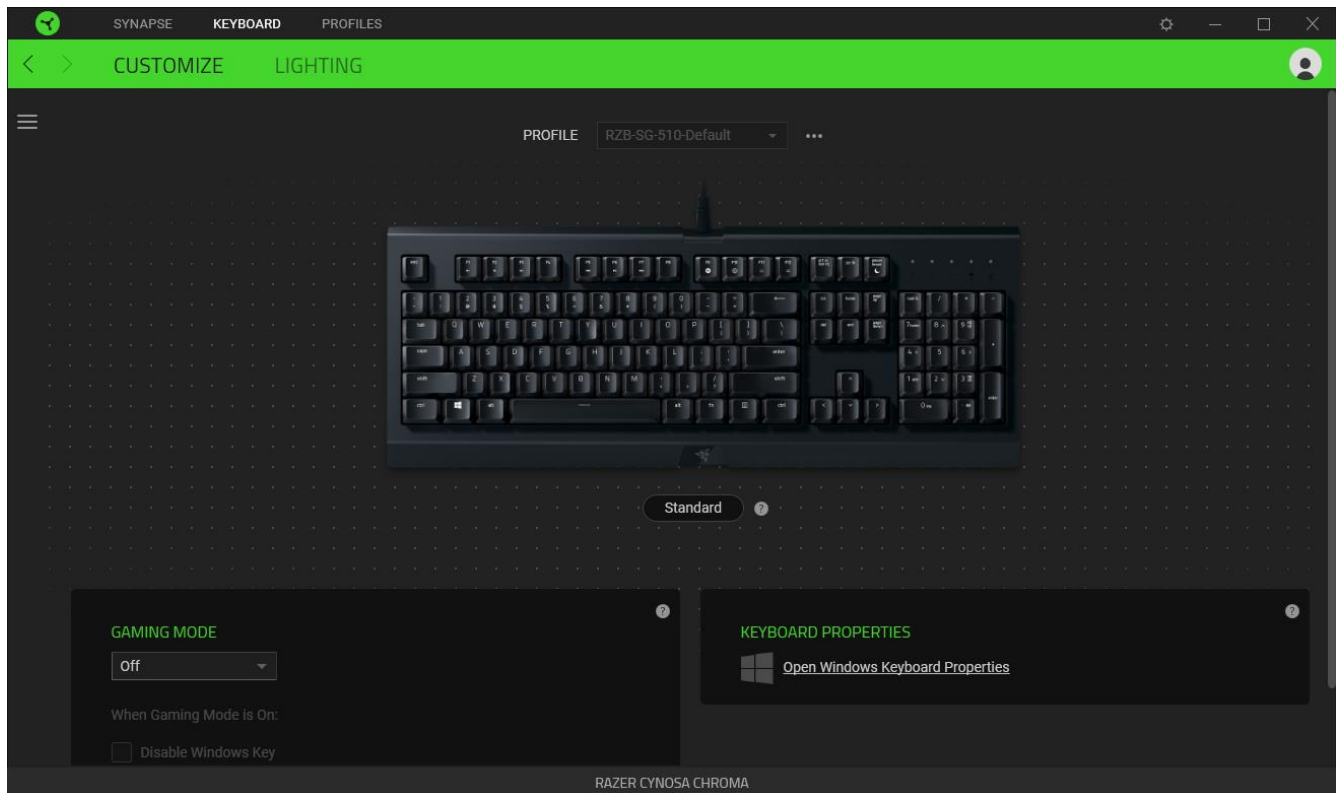 SYNAPSE KEYBOARD PROFILES
CUSTOMIZE LIGHTING
PROFILE RZB-SG-510-Default
Q W E R T Y U I O P
A S D F G H J K L
Z X C V B N M
Standard
GAMING MODE
Off
When Gaming Mode is On:
Disable Windows Key
KEYBOARD PROPERTIES
Open Windows Keyboard Properties
RAZER CYNOSA CHROMA